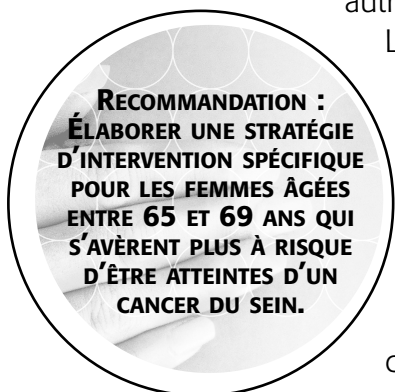 autr
L
RECOMMANDATION :
ÉLABORER UNE STRATÉGIE
D'INTERVENTION SPÉCIFIQUE
POUR LES FEMMES ÂGÉES
ENTRE 65 ET 69 ANS QUI
S'AVÈRENT PLUS À RISQUE
D'ÊTRE ATTEINTES D'UN
CANCER DU SEIN.